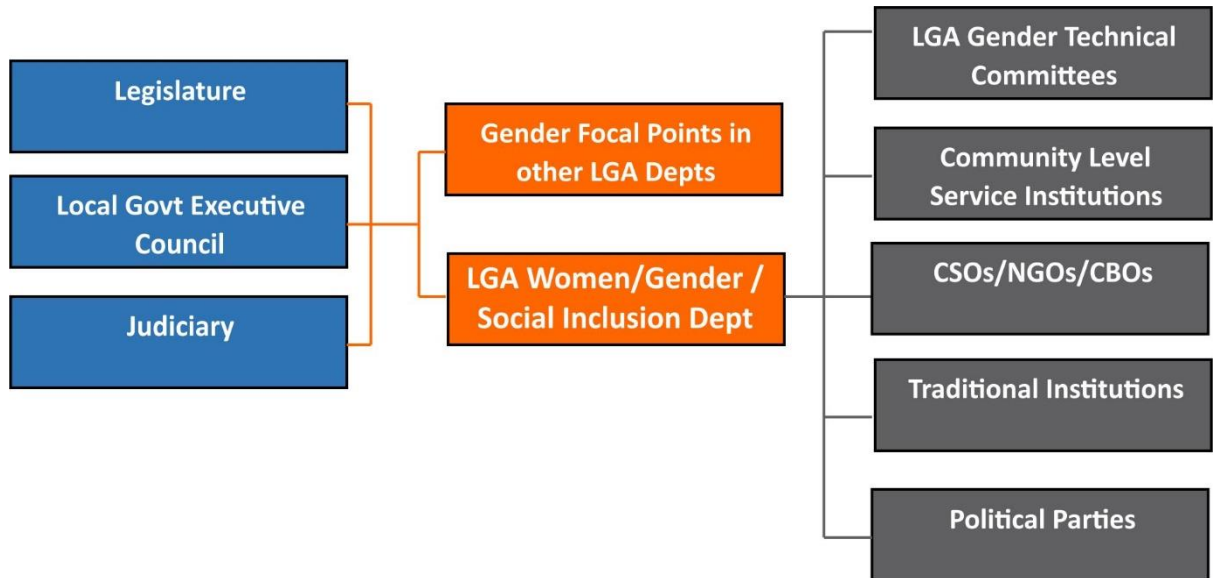 Legislature
Local Govt Executive
Council
Judiciary
Gender Focal Points in
other LGA Depts
LGA Women/Gender /
Social Inclusion Dept
LGA Gender Technical
Committees
Community Level
Service Institutions
CSOs/NGOs/CBOs
Traditional Institutions
Political Parties